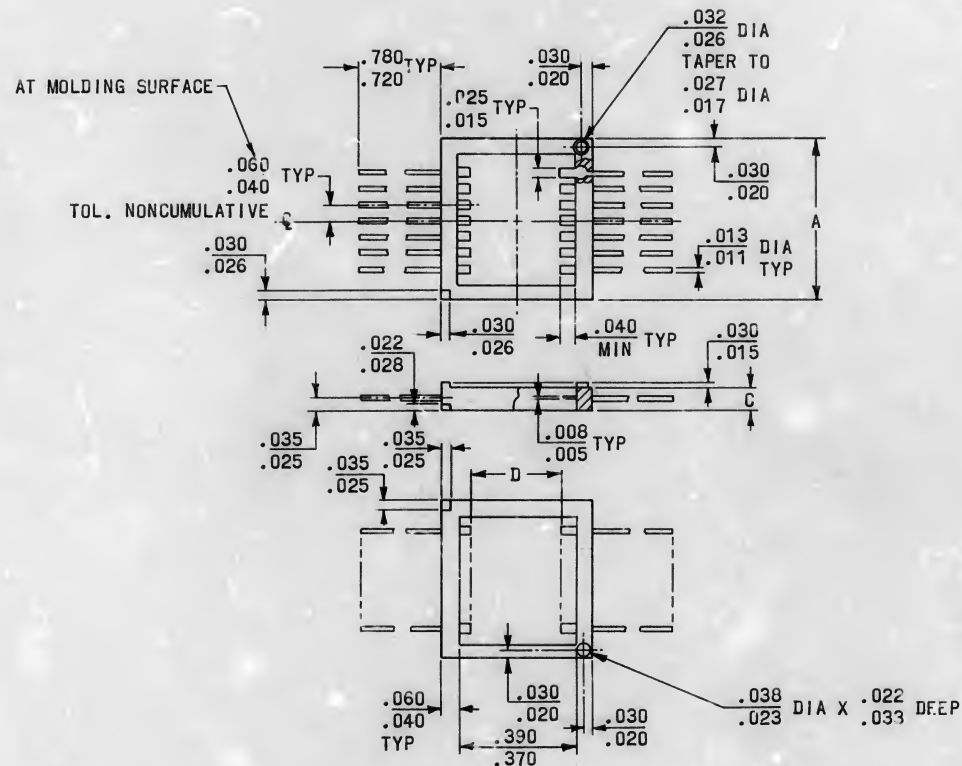 .032
.026 DIA
TAPER TO
.027
.017 DIA
.780 TYP
.720
.030
.020
AT MOLDING SURFACE
.025 TYP
.015
.060 TYP
.040
TOL. NONCUMULATIVE
.030
.020
A
.030
.026
.013 DIA
.011 TYP
.030
.026
.040 TYP
MIN
.030
.015
.022
.028
C
.035
.025
.035
.025
.008 TYP
.005
.035
.025
D
.060
.040
TYP
.030
.020
.030
.020
.390
.370
.038 DIA X .022 DEEP
.023 .033